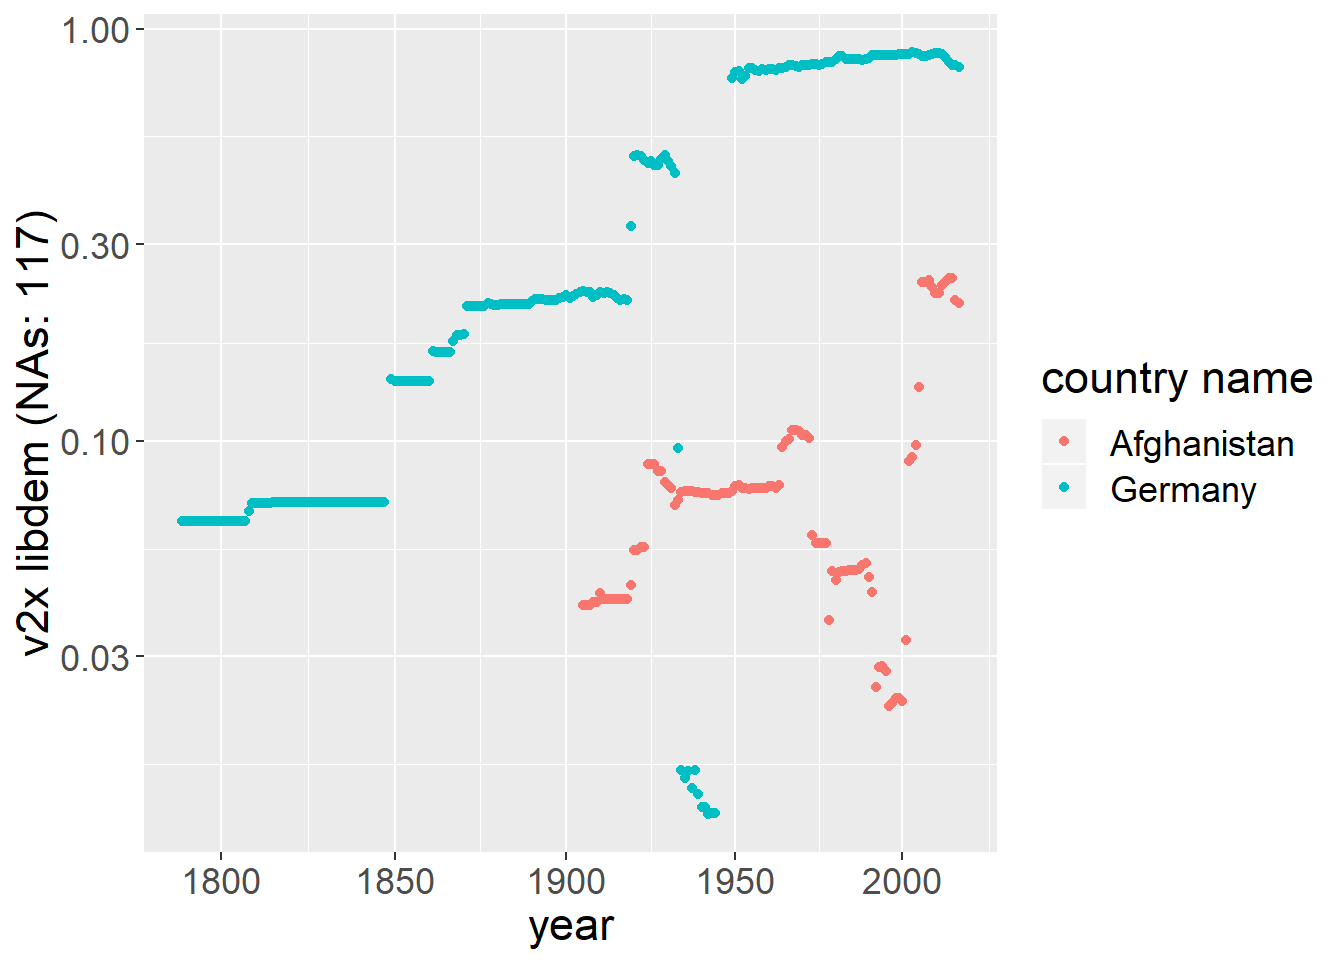 1.00
0.30
0.10
0.03
v2x libdem (NAs: 117)
1800
1850
1900
1950
2000
year
country name
Afghanistan
Germany